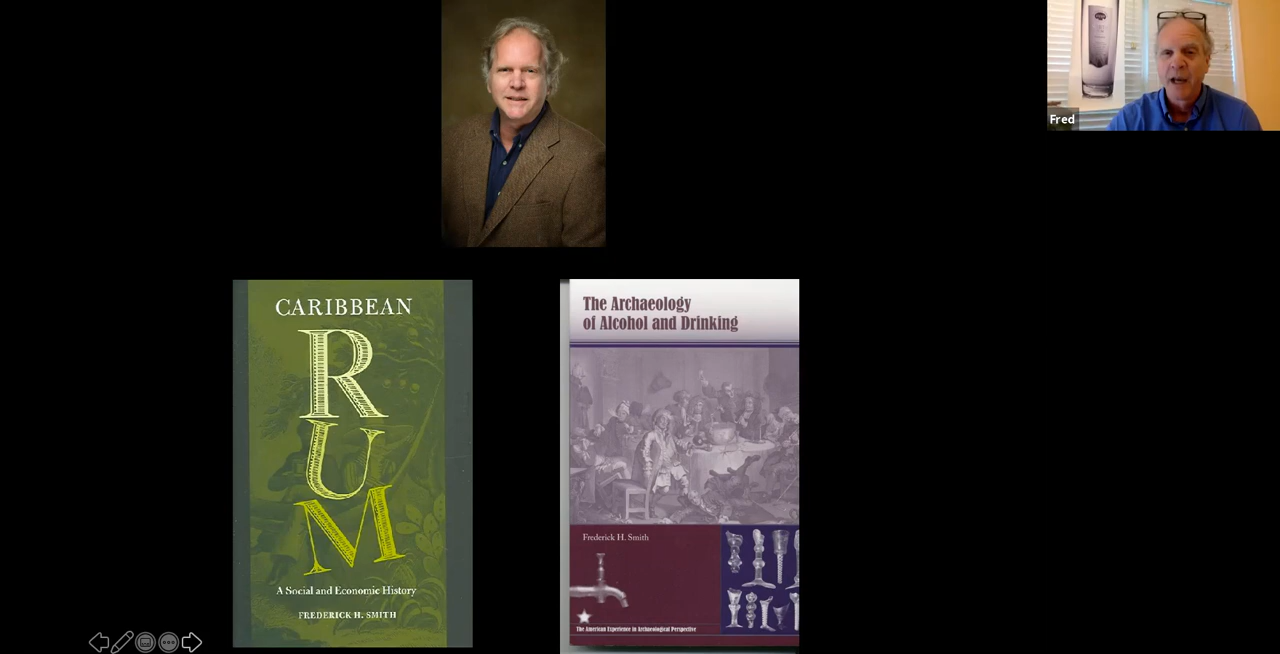 Fred
CARIBBEAN
RUM
A Social and Economic History
FREDERICK H. SMITH
The Archaeology
of Alcohol and Drinking
Frederick H. Smith
The American Experience in Archaeological Perspective